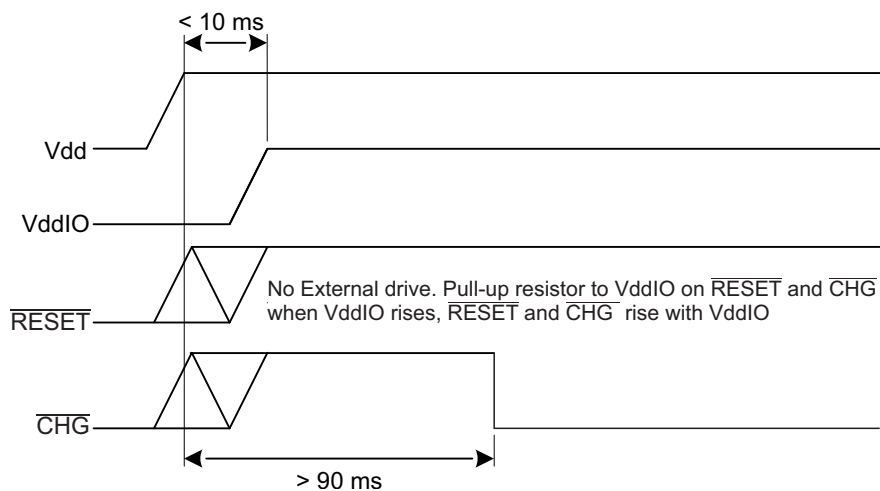 < 10 ms
Vdd
VddIO
No External drive. Pull-up resistor to VddIO on RESET and CHG
when VddIO rises, RESET and CHG rise with VddIO
RESET
CHG
> 90 ms